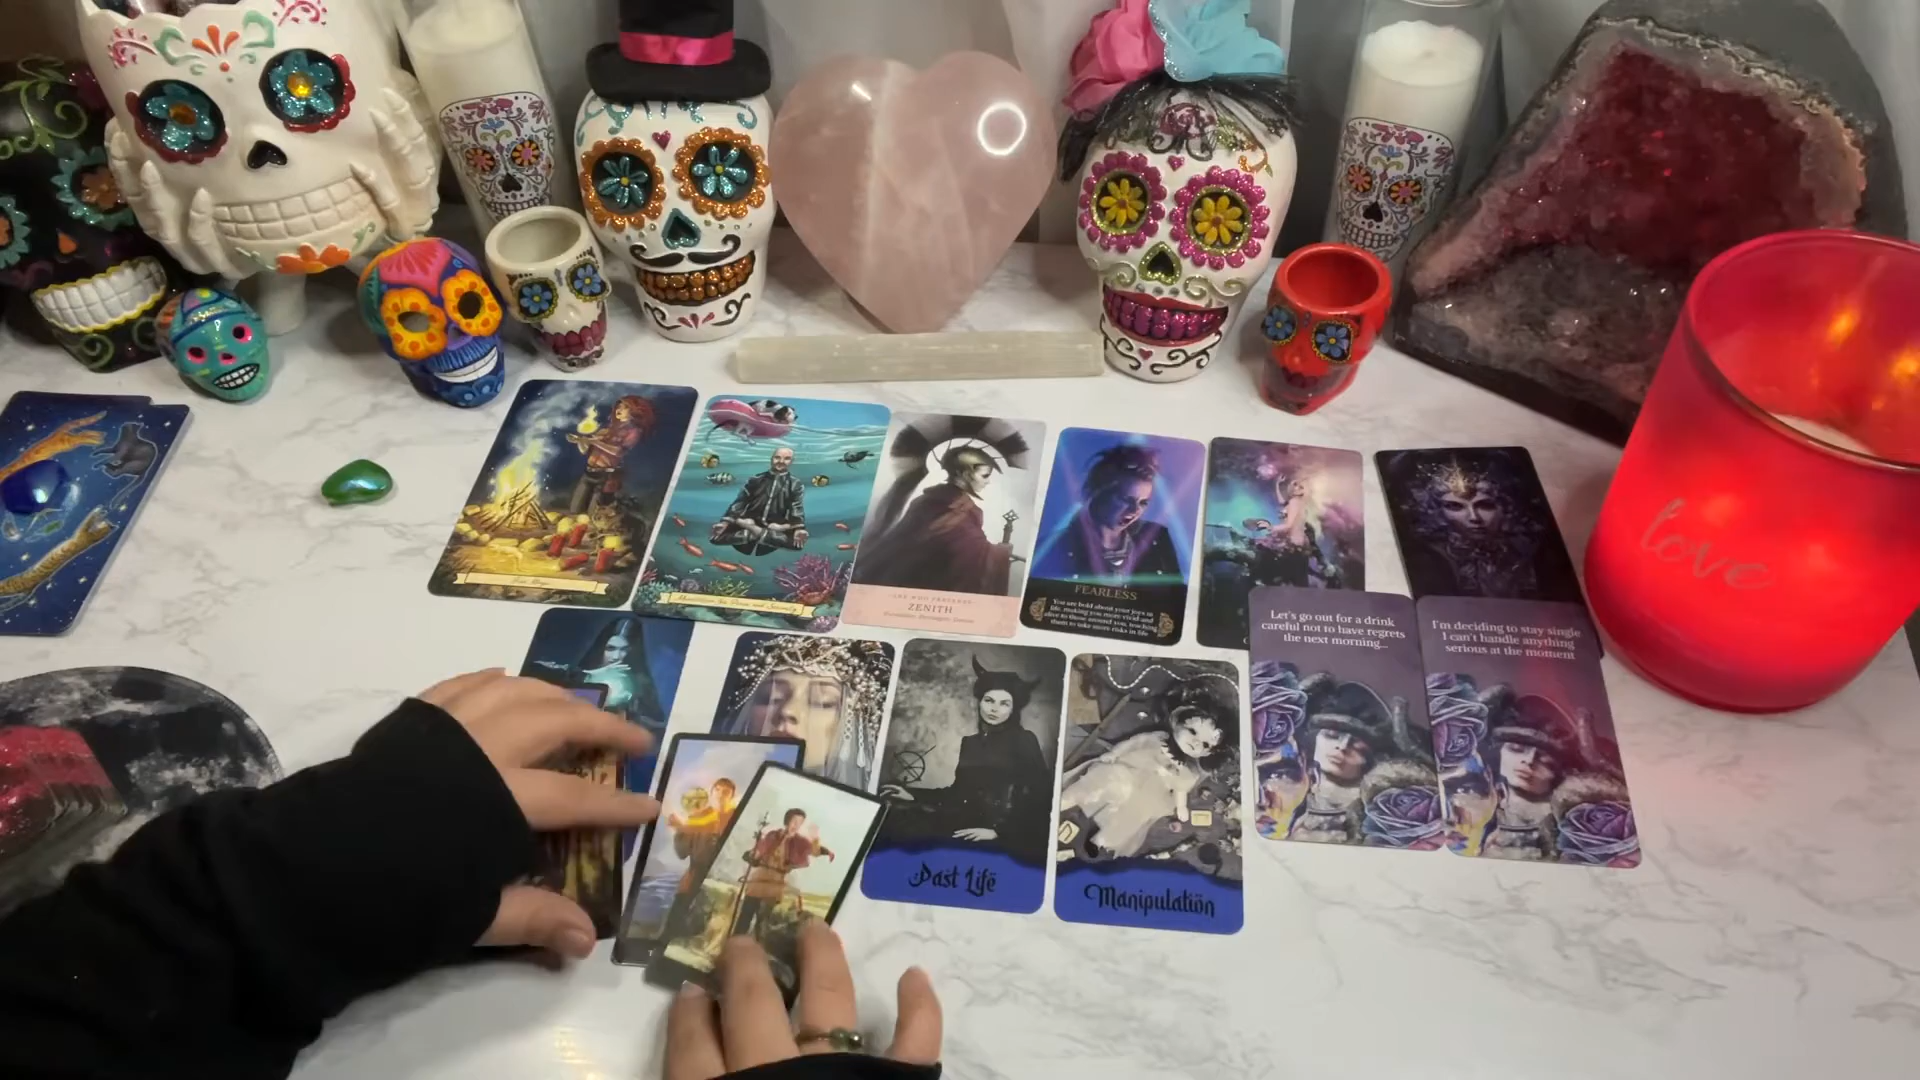 Fire Magic
ZENITH
FEARLESS
You are bold about your joys in
life, making you more vivid and
alive to those around you, teaching
them to take more risks in life
love
Let's go out for a drink
careful not to have regrets
the next morning...
I'm deciding to stay single
I can't handle anything
serious at the moment
Past Life
Manipulation